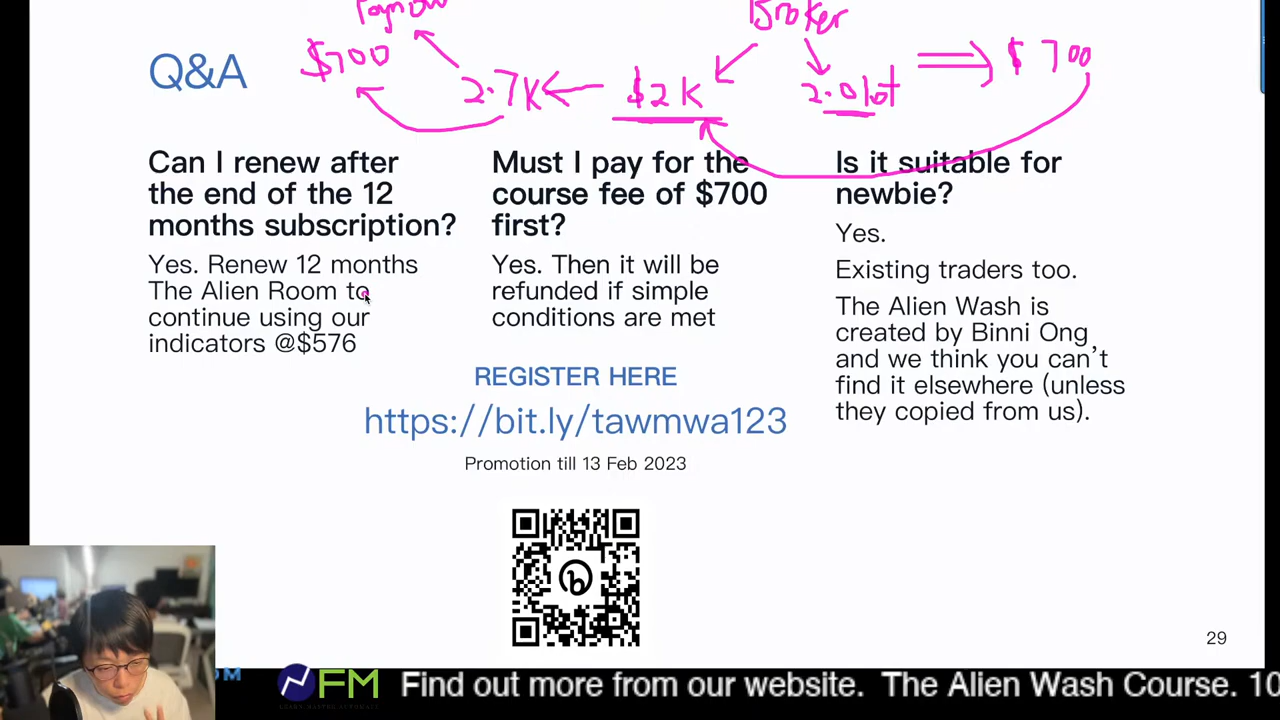 Paynow
Broker
Q&A
$700
2.7K
$2K
2.0 lot
$ 700
Can I renew after
the end of the 12
months subscription?
Yes. Renew 12 months
The Alien Room to
continue using our
indicators @$576
Must I pay for the
course fee of $700
first?
Yes. Then it will be
refunded if simple
conditions are met
Is it suitable for
newbie?
Yes.
Existing traders too.
The Alien Wash is
created by Binni Ong
and we think you can't
find it elsewhere (unless
they copied from us).
REGISTER HERE
https://bit.ly/tawmwa123
Promotion till 13 Feb 2023
29
FM
Find out more from our website. The Alien Wash Course. 10